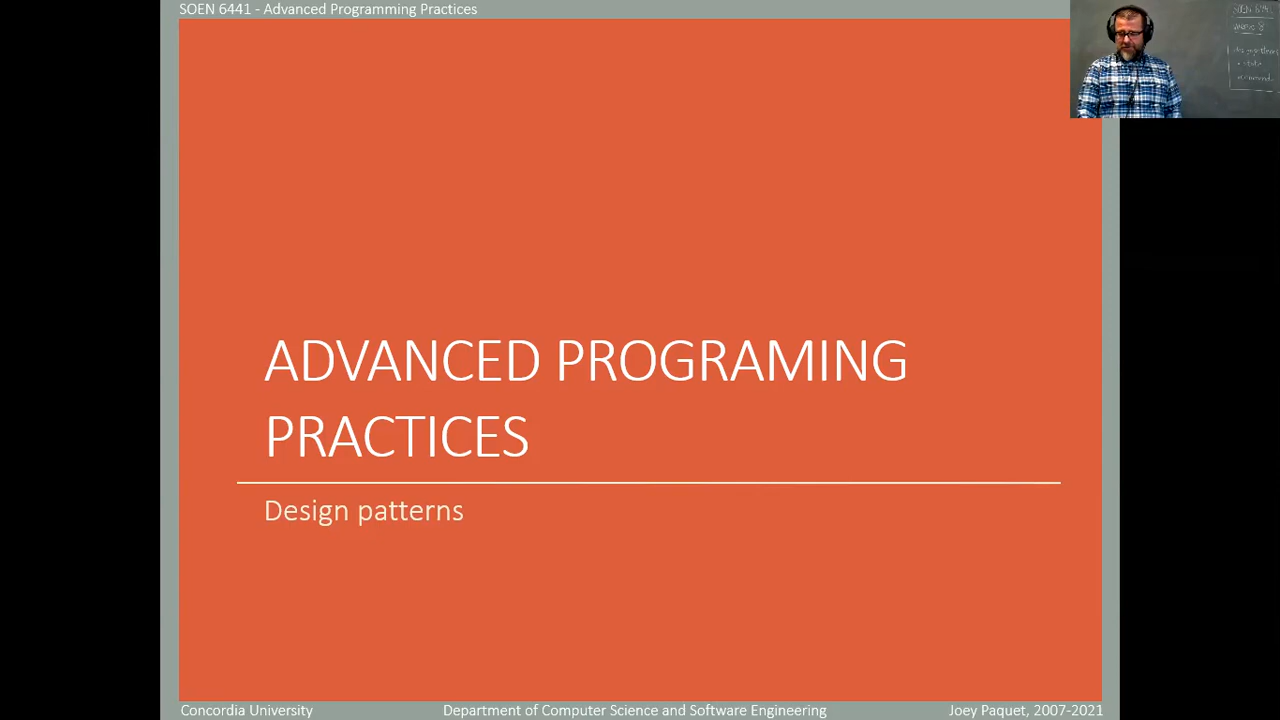 SOEN 6441 - Advanced Programming Practices
ADVANCED PROGRAMING
PRACTICES
Design patterns
Concordia University
Department of Computer Science and Software Engineering
Joey Paquet, 2007-2021